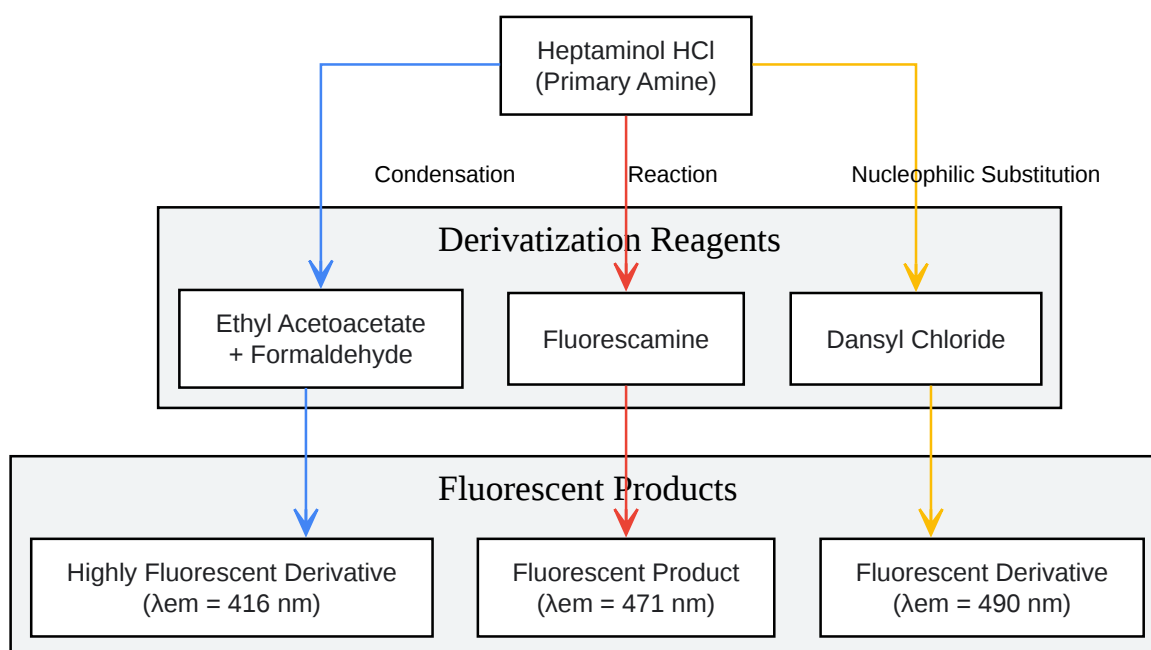 Heptaminol HCl
(Primary Amine)
Condensation
Reaction
Nucleophilic Substitution
Derivatization Reagents
Ethyl Acetoacetate
+ Formaldehyde
Fluorescamine
Dansyl Chloride
Fluorescent Products
Highly Fluorescent Derivative
(λem = 416 nm)
Fluorescent Product
(λem = 471 nm)
Fluorescent Derivative
(λem = 490 nm)